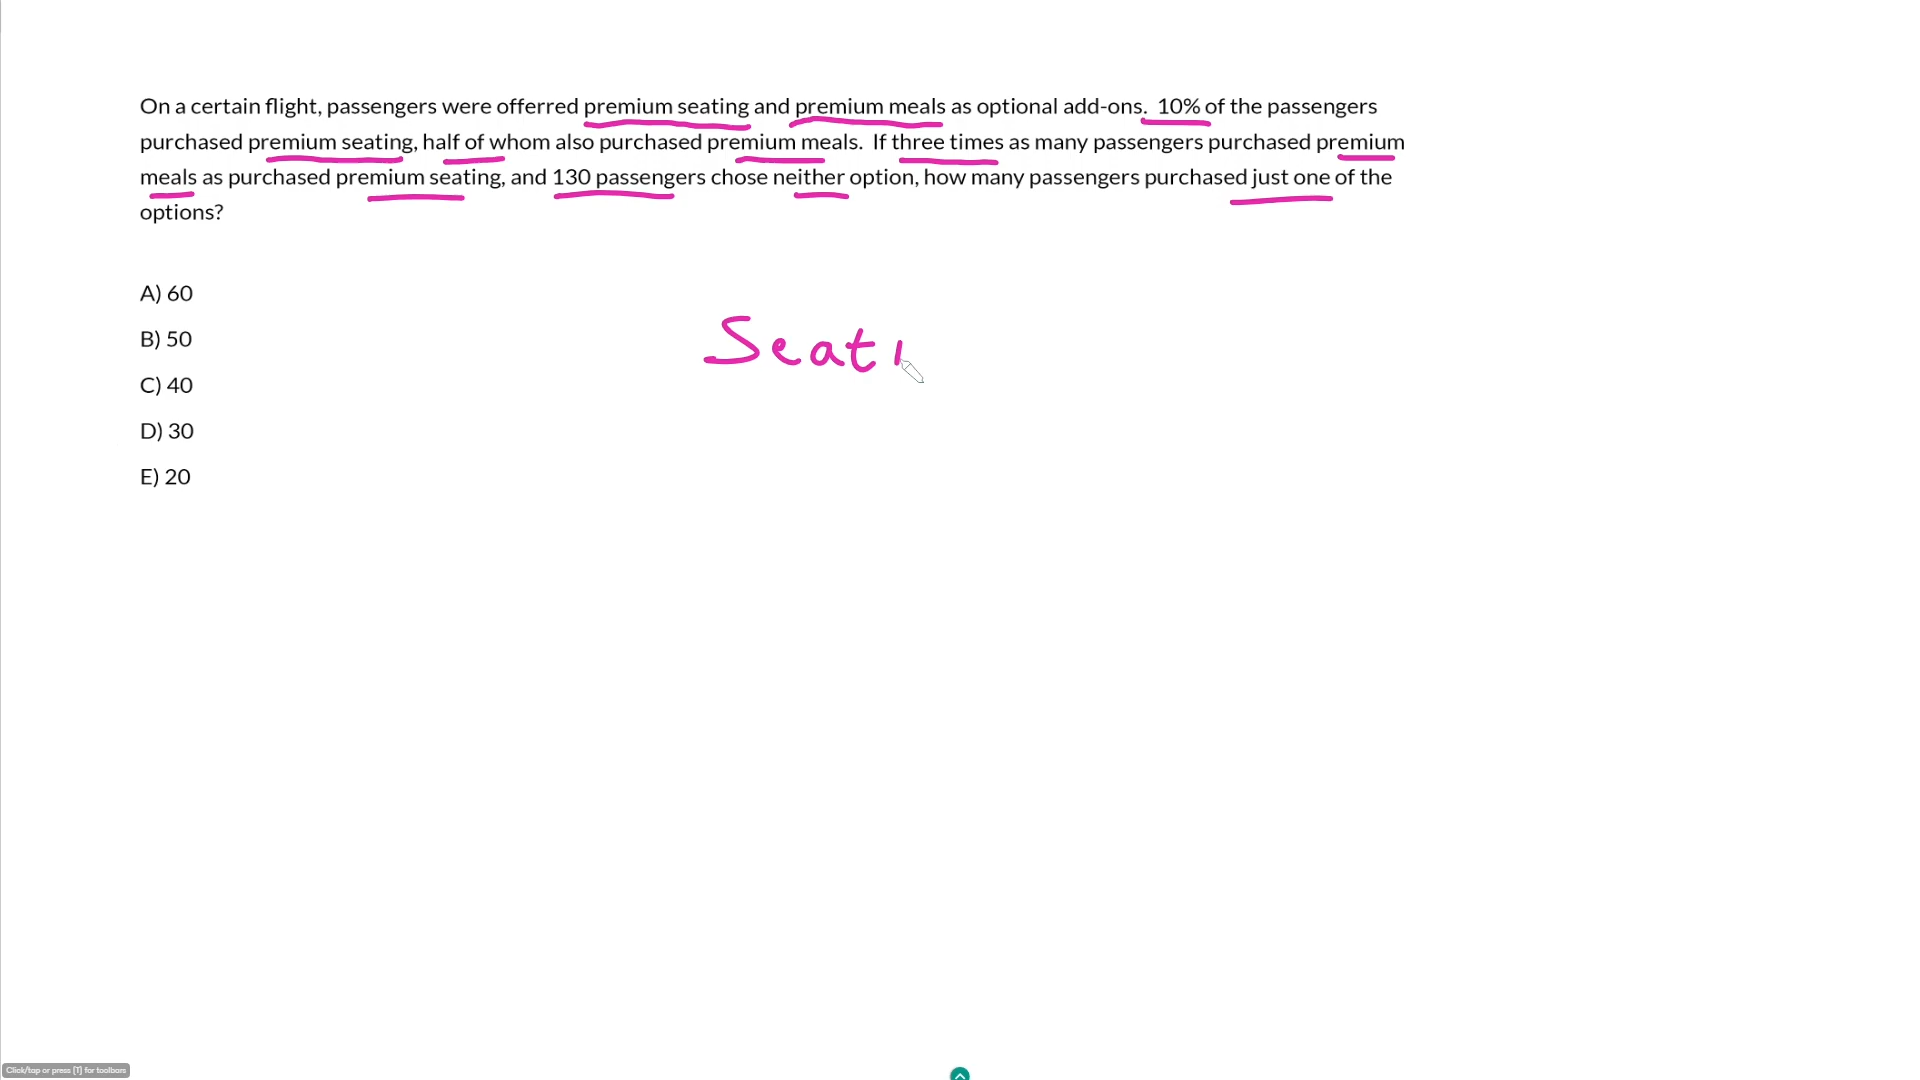 On a certain flight, passengers were offerred premium seating and premium meals as optional add-ons.  10% of the passengers
purchased premium seating, half of whom also purchased premium meals.  If three times as many passengers purchased premium
meals as purchased premium seating, and 130 passengers chose neither option, how many passengers purchased just one of the
options?
A) 60
B) 50
C) 40
D) 30
E) 20
Seatı
Click/tap or press [T] for toolbars